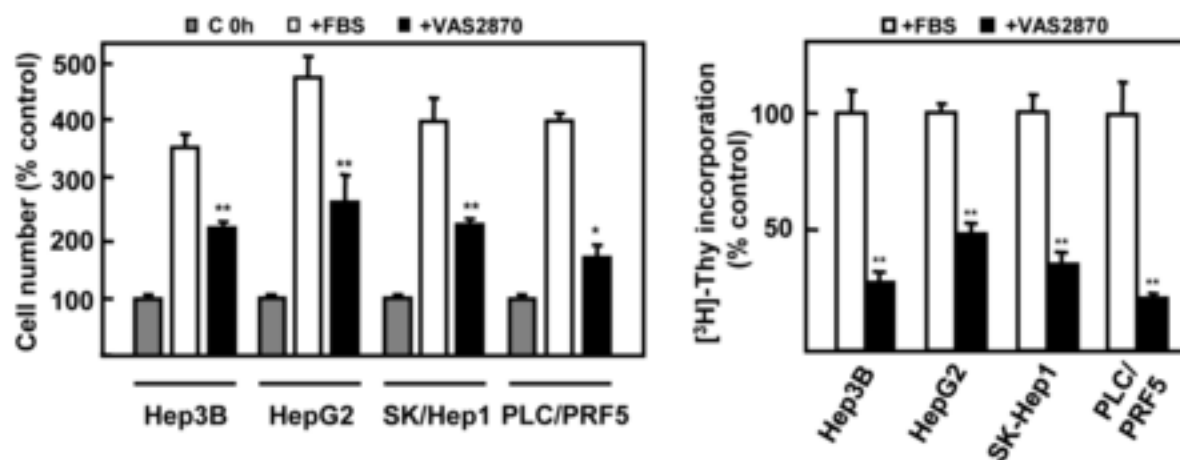 C 0h +FBS +VAS2870
Cell number (% control)
500
400
300
200
100
**
**
**
*
Hep3B HepG2 SK/Hep1 PLC/PRF5
+FBS +VAS2870
[³H]-Thy incorporation
(% control)
100
50
**
**
**
**
Hep3B
HepG2
SK-Hep1
PLC/
PRF5